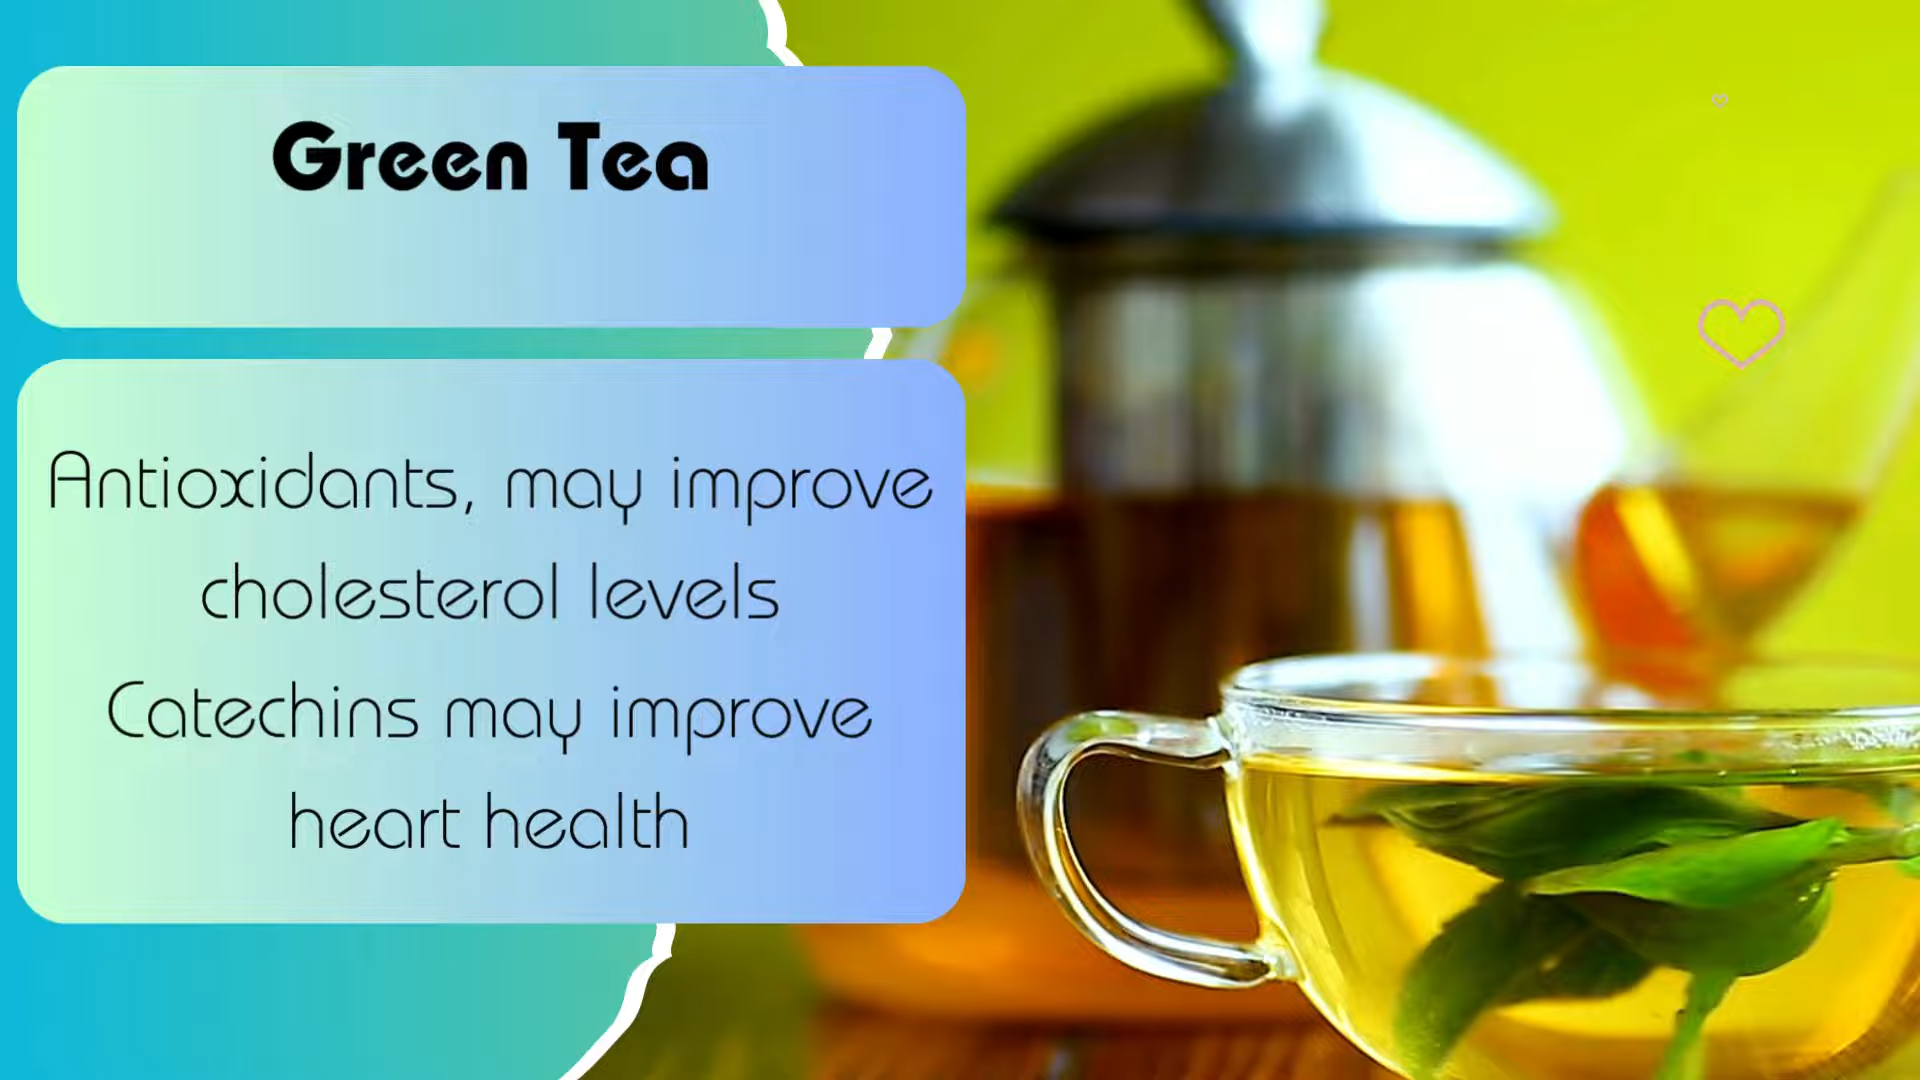 Green Tea
Antioxidants, may improve
cholesterol levels
Catechins may improve
heart health